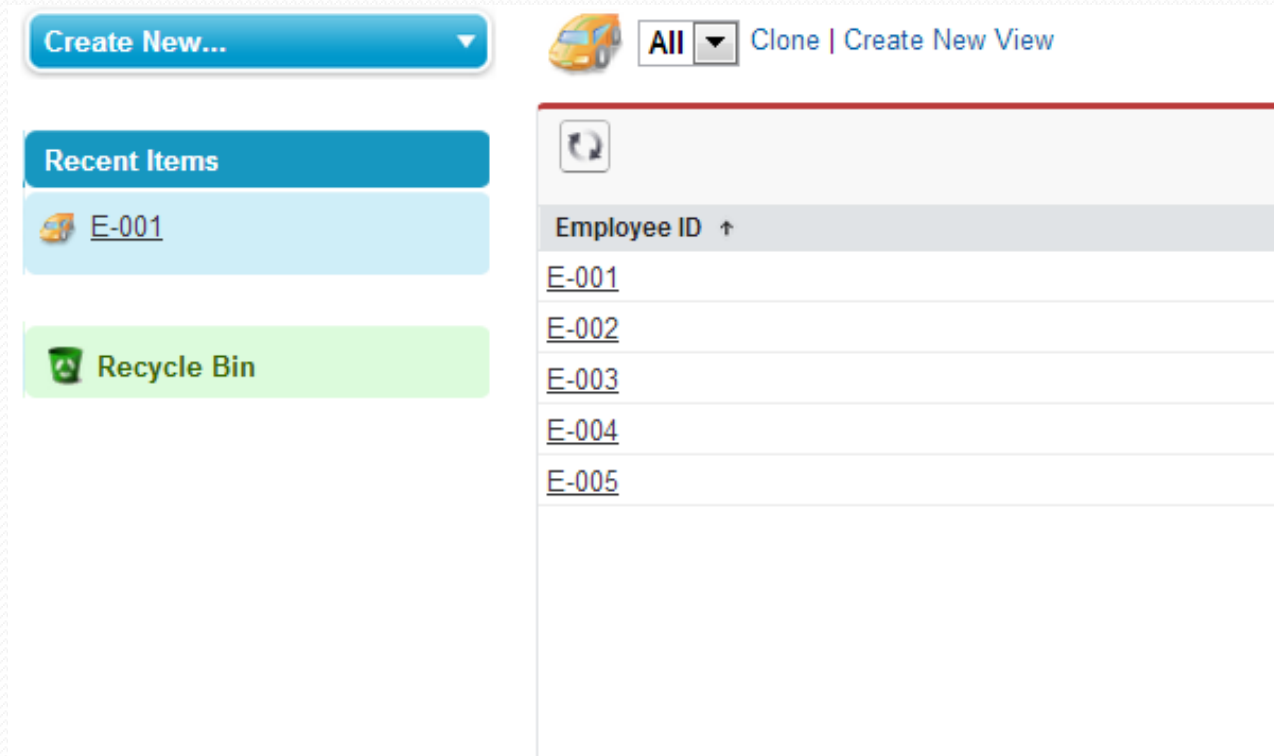 Create New...
Recent Items
E-001
Recycle Bin
All Clone | Create New View
Employee ID ↑
E-001
E-002
E-003
E-004
E-005